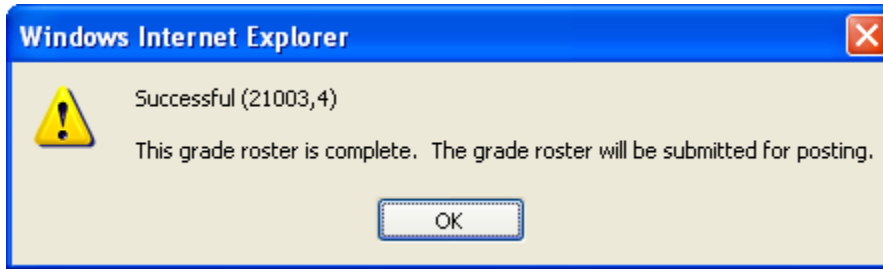 Windows Internet Explorer
Successful (21003,4)
This grade roster is complete.  The grade roster will be submitted for posting.
OK